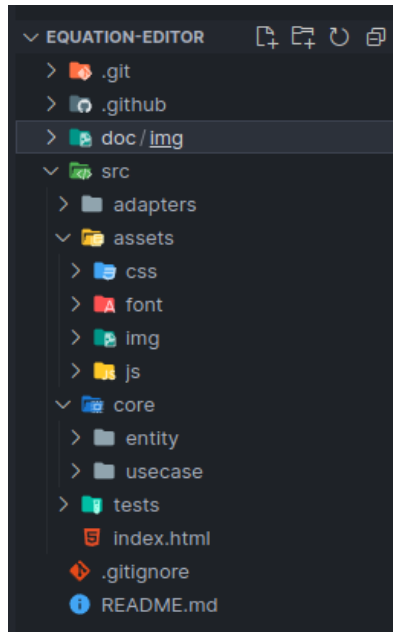 EQUATION-EDITOR
.git
.github
doc / img
src
adapters
assets
css
font
img
js
core
entity
usecase
tests
index.html
.gitignore
README.md